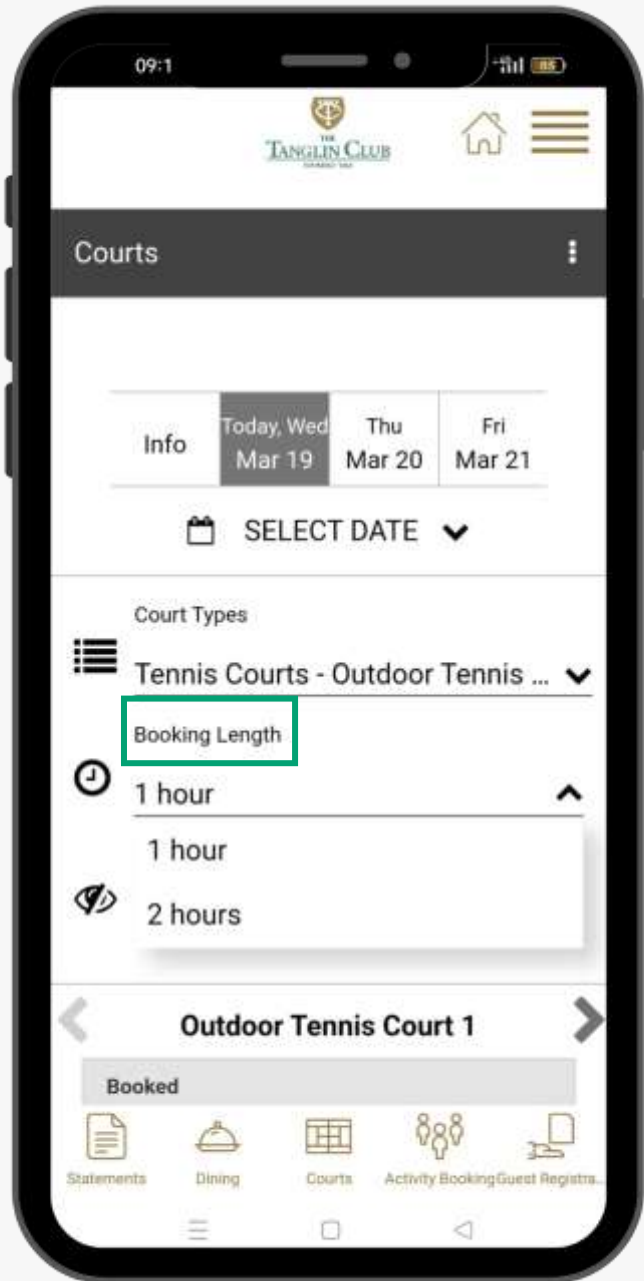 09:1
85
THE
TANGLIN CLUB
Courts
Info
Today, Wed
Mar 19
Thu
Mar 20
Fri
Mar 21
SELECT DATE
Court Types
Tennis Courts - Outdoor Tennis ...
Booking Length
1 hour
1 hour
2 hours
Outdoor Tennis Court 1
Booked
Statements
Dining
Courts
Activity Booking
Guest Registra...